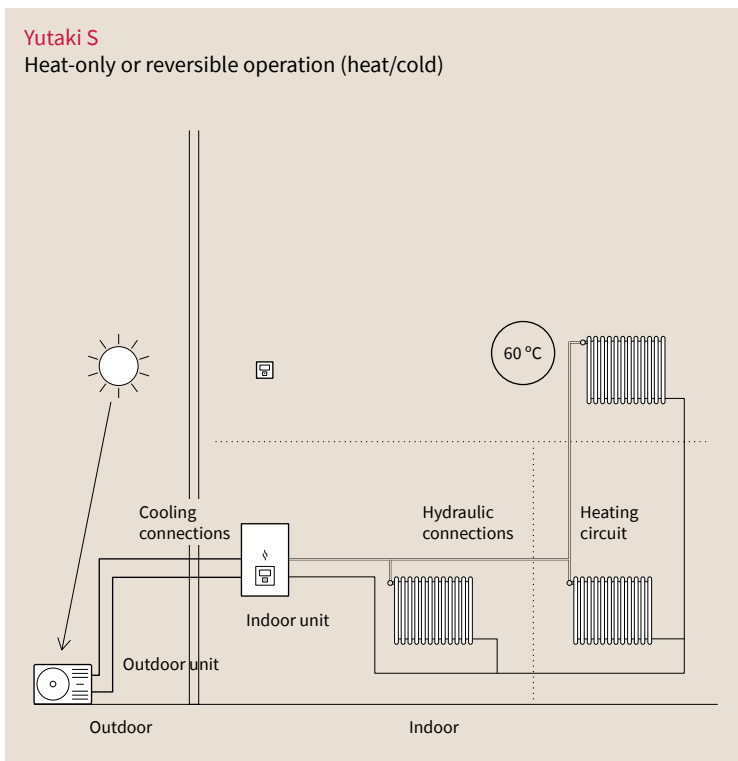 Yutaki S
Heat-only or reversible operation (heat/cold)
60 ºC
Cooling
connections
Hydraulic
connections
Heating
circuit
Indoor unit
Outdoor unit
Outdoor
Indoor